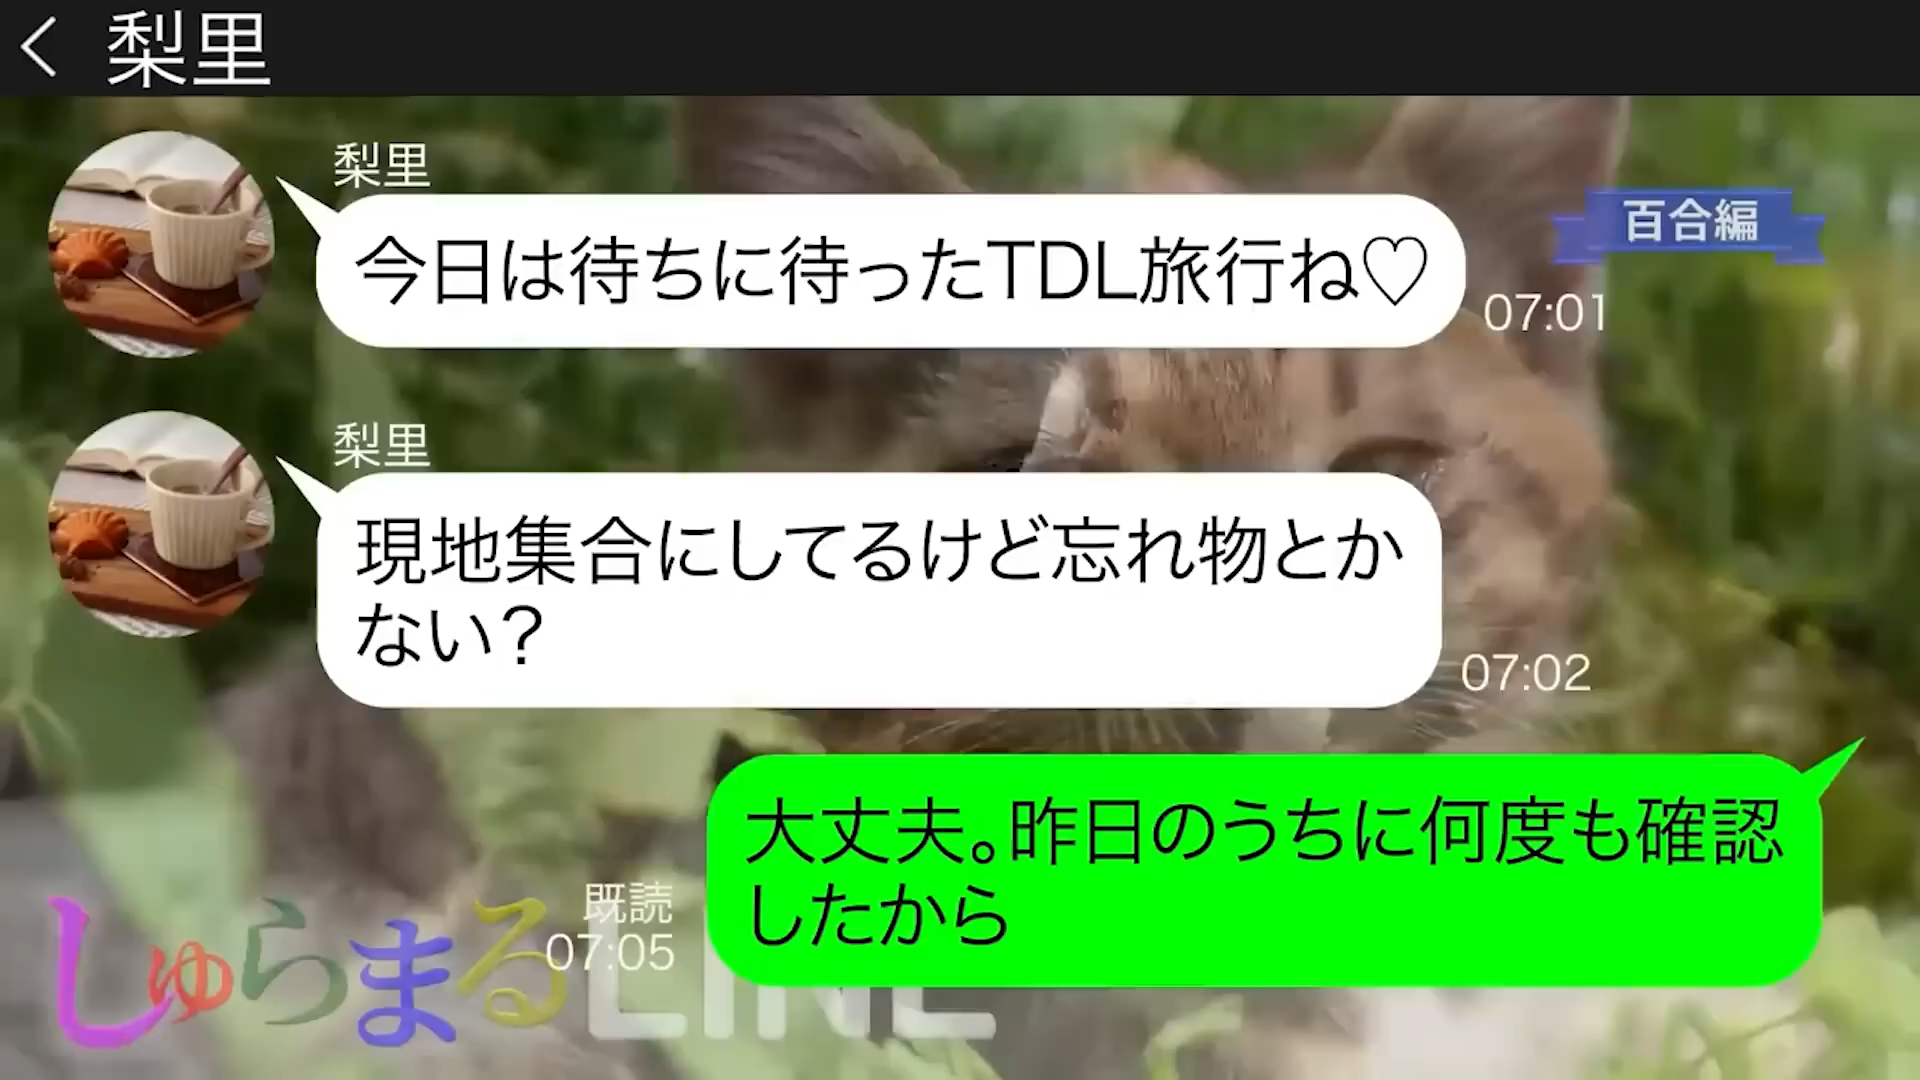 梨里
梨里
今日は待ちに待ったTDL旅行ね♡
百合編
07:01
梨里
現地集合にしてるけど忘れ物とか
ない？
07:02
大丈夫。昨日のうちに何度も確認
したから
既読
07:05
しゅらまるLINE